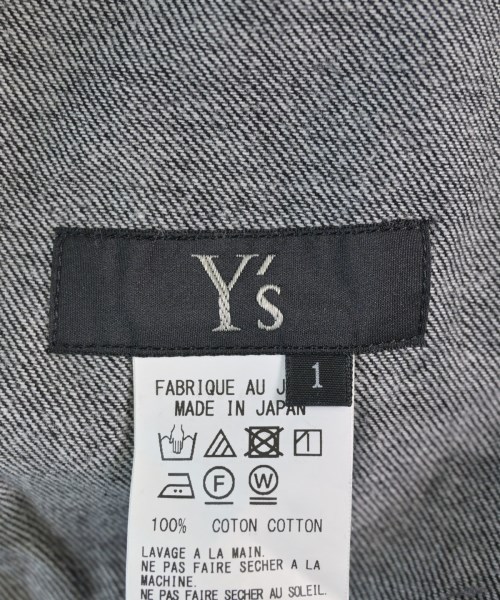 Y's
1
FABRIQUE AU J
MADE IN JAPAN
F W
100% COTON COTTON
LAVAGE A LA MAIN.
NE PAS FAIRE SECHER A LA
MACHINE.
NE PAS FAIRE SECHER AU SOLEIL.